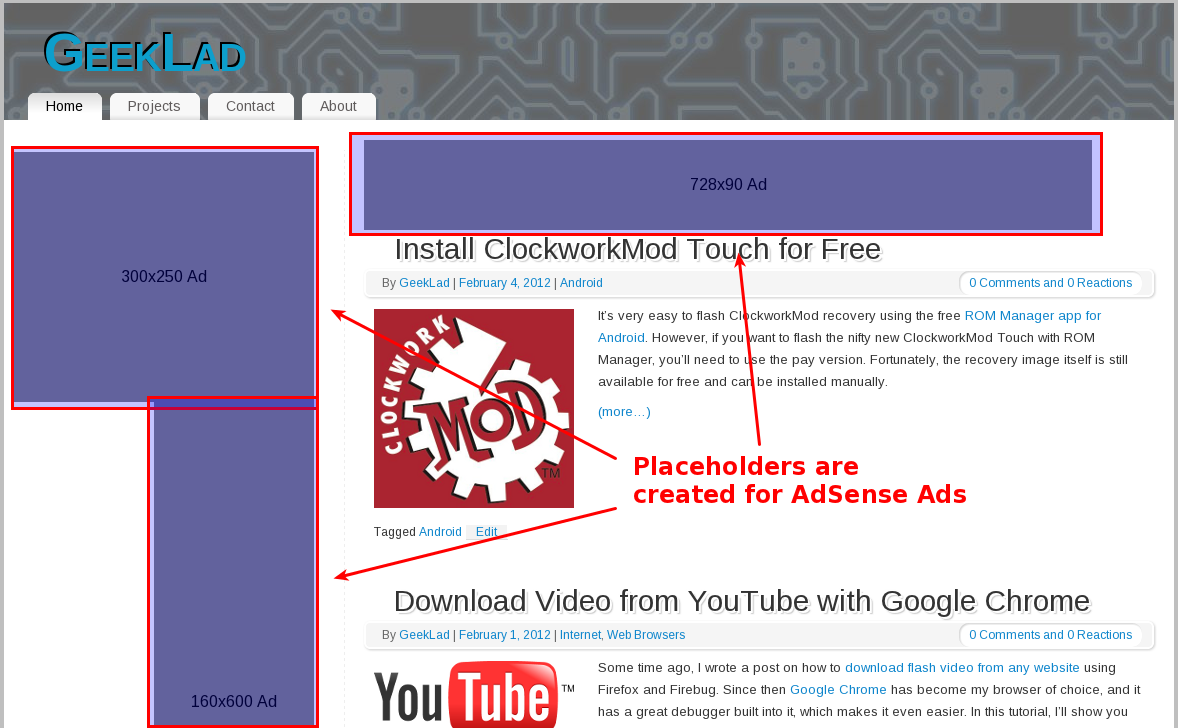 GeekLad
Home Projects Contact About
300x250 Ad
160x600 Ad
728x90 Ad
Install ClockworkMod Touch for Free
By GeekLad | February 4, 2012 | Android
0 Comments and 0 Reactions
CLOCKWORK
MOD
TM
It's very easy to flash ClockworkMod recovery using the free ROM Manager app for
Android. However, if you want to flash the nifty new ClockworkMod Touch with ROM
Manager, you'll need to use the pay version. Fortunately, the recovery image itself is still
available for free and can be installed manually.
(more…)
Placeholders are
created for AdSense Ads
Tagged Android Edit
Download Video from YouTube with Google Chrome
By GeekLad | February 1, 2012 | Internet, Web Browsers
0 Comments and 0 Reactions
YouTube TM
Some time ago, I wrote a post on how to download flash video from any website using
Firefox and Firebug. Since then Google Chrome has become my browser of choice, and it
has a great debugger built into it, which makes it even easier. In this tutorial, I'll show you